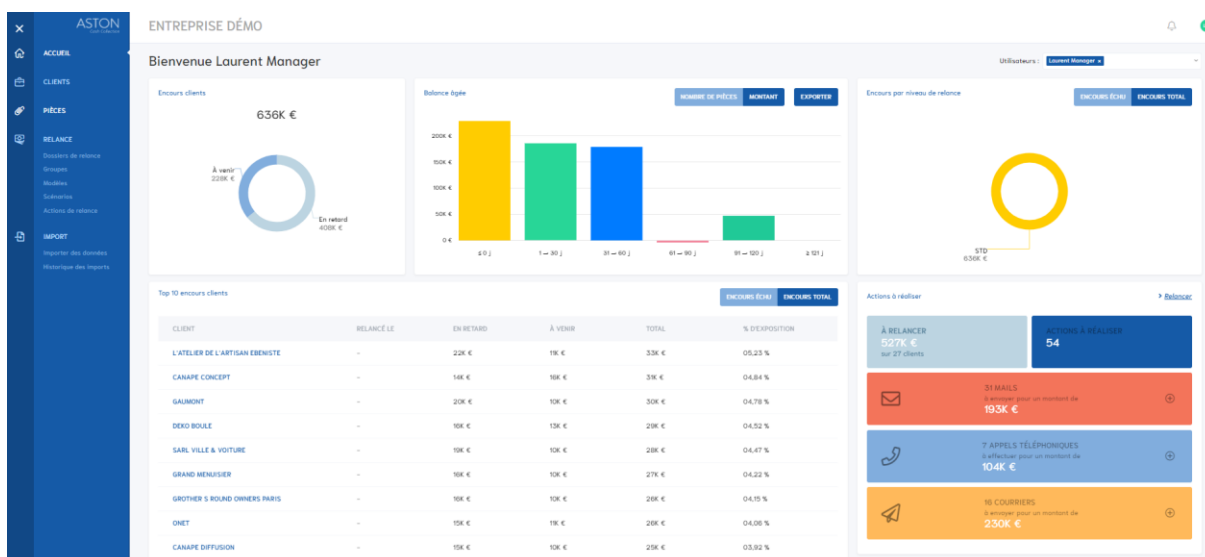 ASTON
Cash Collection
ENTREPRISE DÉMO
ACCUEIL
CLIENTS
PIÈCES
RELANCE
Dossiers de relance
Groupes
Modèles
Scénarios
Actions de relance
IMPORT
Importer des données
Historique des imports
Bienvenue Laurent Manager
Utilisateurs :
Laurent Manager ×
Encours clients
636K €
À venir
228K €
En retard
408K €
Balance âgée
NOMBRE DE PIÈCES MONTANT EXPORTER
200K €
150K €
100K €
50K €
0 €
≤ 0 j 1 — 30 j 31 — 60 j 61 — 90 j 91 — 120 j ≥ 121 j
Encours par niveau de relance
ENCOURS ÉCHU ENCOURS TOTAL
STD
636K €
Top 10 encours clients
ENCOURS ÉCHU ENCOURS TOTAL
CLIENT RELANCÉ LE EN RETARD À VENIR TOTAL % D'EXPOSITION
L'ATELIER DE L'ARTISAN EBENISTE - 22K € 11K € 33K € 05,23 %
CANAPE CONCEPT - 14K € 16K € 31K € 04,84 %
GAUMONT - 20K € 10K € 30K € 04,78 %
DEKO BOULE - 16K € 13K € 29K € 04,52 %
SARL VILLE & VOITURE - 19K € 10K € 28K € 04,47 %
GRAND MENUISIER - 16K € 10K € 27K € 04,22 %
GROTHER S ROUND OWNERS PARIS - 16K € 10K € 26K € 04,15 %
ONET - 15K € 11K € 26K € 04,06 %
CANAPE DIFFUSION - 15K € 10K € 25K € 03,92 %
Actions à réaliser
Relancer
À RELANCER
527K €
sur 27 clients
ACTIONS À RÉALISER
54
31 MAILS
à envoyer pour un montant de
193K €
7 APPELS TÉLÉPHONIQUES
à effectuer pour un montant de
104K €
16 COURRIERS
à envoyer pour un montant de
230K €